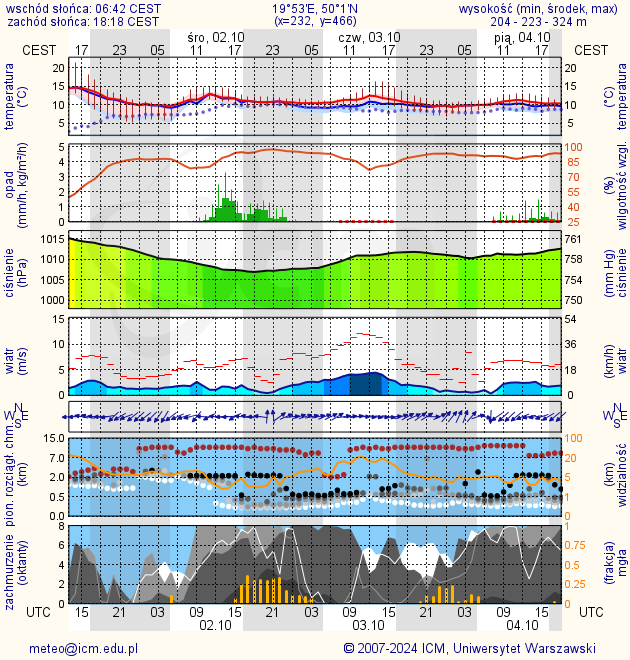 wschód słońca: 06:42 CEST 19°53'E, 50°1'N wysokość (min, środek, max)
zachód słońca: 18:18 CEST (x=232, y=466) 204 - 223 - 324 m
śro, 02.10 czw, 03.10 pią, 04.10
CEST 17 23 05 11 17 23 05 11 17 23 05 11 17 CEST
temperatura (°C) 20 15 10 5 20 15 10 5 temperatura (°C)
opad (mm/h, kg/m²/h) 5 4 3 2 1 0 100 85 70 55 40 25 (%) wilgotność wzgl.
ciśnienie (hPa) 1015 1010 1005 1000 761 758 754 750 (mm Hg) ciśnienie
wiatr (m/s) 15 10 5 0 54 36 18 0 (km/h) wiatr
N W E S N W E S
pion. rozciągł. chm. (km) 15.0 7.0 2.0 0.5 0.0 100 20 5 1 0 (km) widzialność
zachmurzenie (oktanty) 8 6 4 2 0 1 0.75 0.5 0.25 0 (frakcja) mgła
UTC 15 21 03 09 15 21 03 09 15 21 03 09 15 UTC
02.10 03.10 04.10
meteo@icm.edu.pl © 2007-2024 ICM, Uniwersytet Warszawski